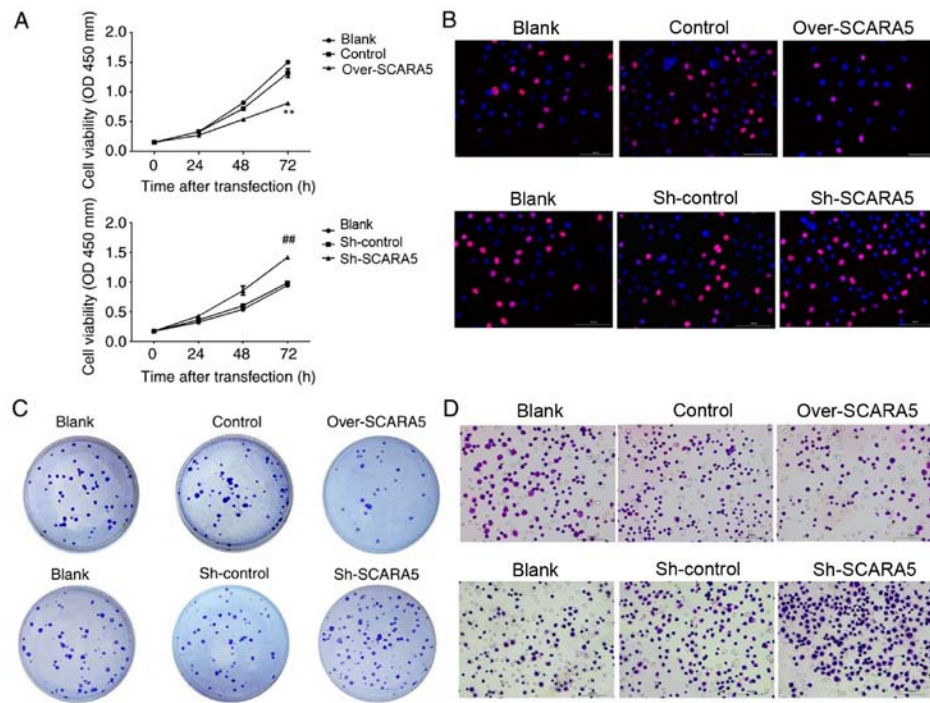 A
2.0
1.5
1.0
0.5
0.0
Cell viability (OD 450 mm)
0 24 48 72
Time after transfection (h)
Blank
Control
Over-SCARA5
**
2.0
1.5
1.0
0.5
0.0
Cell viability (OD 450 mm)
0 24 48 72
Time after transfection (h)
Blank
Sh-control
Sh-SCARA5
##
B
Blank Control Over-SCARA5
Blank Sh-control Sh-SCARA5
C
Blank Control Over-SCARA5
Blank Sh-control Sh-SCARA5
D
Blank Control Over-SCARA5
Blank Sh-control Sh-SCARA5